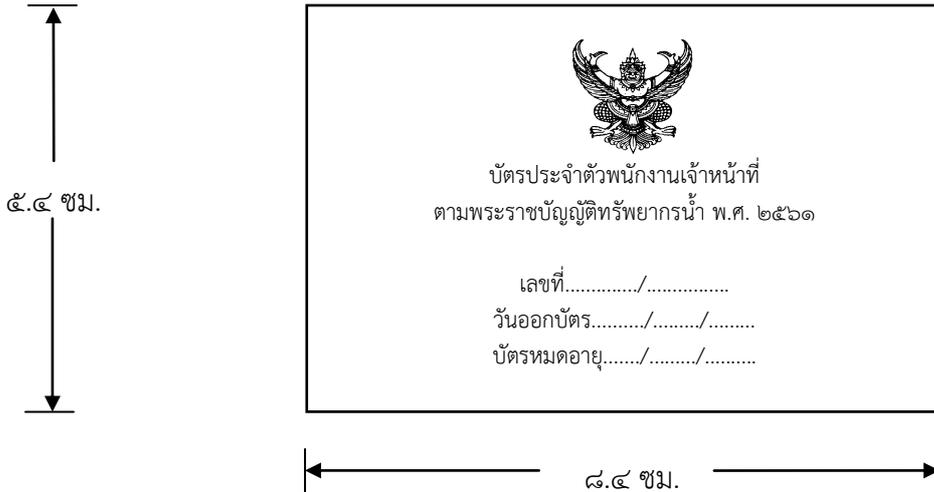 บัตรประจำตัวพนักงานเจ้าหน้าที่
ตามพระราชบัญญัติทรัพยากรน้ำ พ.ศ. ๒๕๖๑
๕.๔ ซม.
เลขที่............../................
วันออกบัตร........../........./.........
บัตรหมดอายุ......./........./..........
๘.๔ ซม.